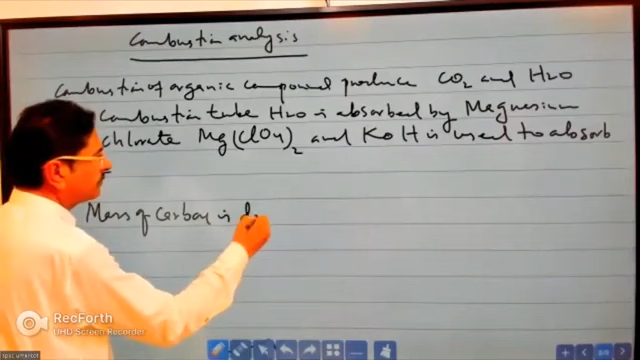 Combustion analysis
Combustion of organic compound produce CO2 and H2O
Combustion tube H2O is absorbed by Magnesium
chlorate Mg(ClO4)2 and KOH is used to absorb
Mass of Carbon is
RecForth
UHD Screen Recorder